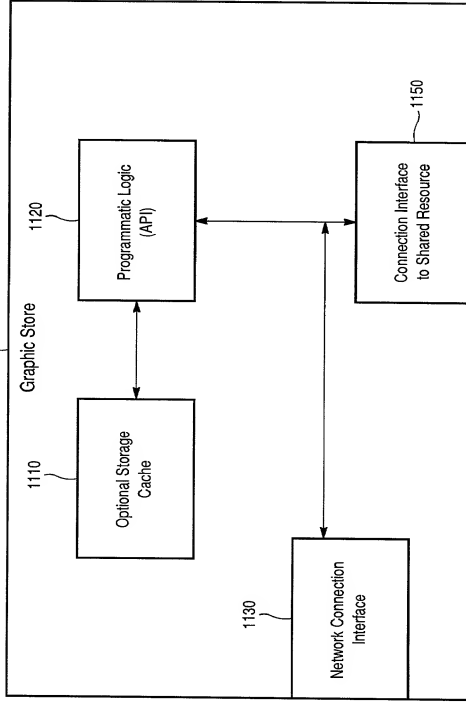 Graphic Store
1110
Optional Storage
Cache
1120
Programmatic Logic
(API)
1130
Network Connection
Interface
1150
Connection Interface
to Shared Resource